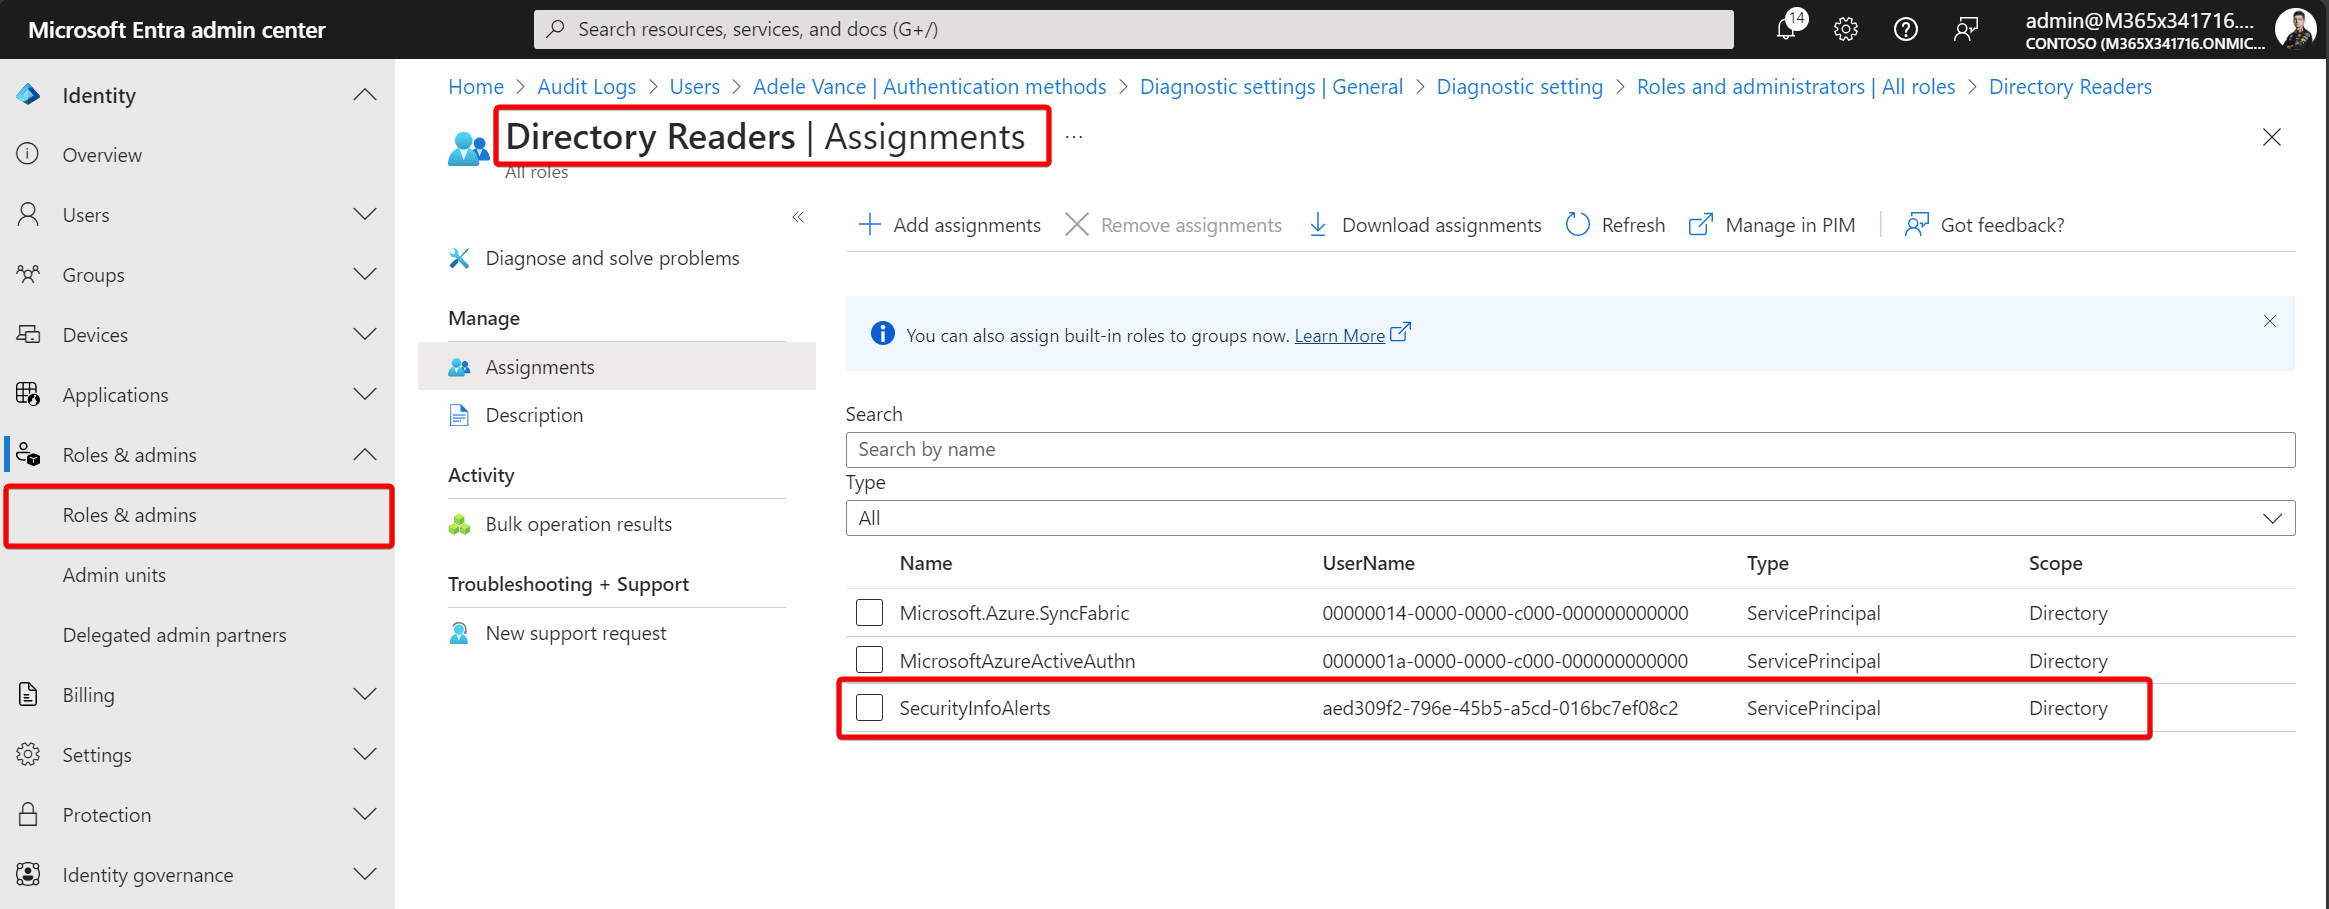 Microsoft Entra admin center
Search resources, services, and docs (G+/)
14
admin@M365x341716....
CONTOSO (M365X341716.ONMIC...
Identity
Overview
Users
Groups
Devices
Applications
Roles & admins
Roles & admins
Admin units
Delegated admin partners
Billing
Settings
Protection
Identity governance
Home > Audit Logs > Users > Adele Vance | Authentication methods > Diagnostic settings | General > Diagnostic setting > Roles and administrators | All roles > Directory Readers
Directory Readers | Assignments ...
All roles
Diagnose and solve problems
Manage
Assignments
Description
Activity
Bulk operation results
Troubleshooting + Support
New support request
Add assignments Remove assignments Download assignments Refresh Manage in PIM Got feedback?
You can also assign built-in roles to groups now. Learn More
Search
Search by name
Type
All
Name UserName Type Scope
Microsoft.Azure.SyncFabric 00000014-0000-0000-c000-000000000000 ServicePrincipal Directory
MicrosoftAzureActiveAuthn 0000001a-0000-0000-c000-000000000000 ServicePrincipal Directory
SecurityInfoAlerts aed309f2-796e-45b5-a5cd-016bc7ef08c2 ServicePrincipal Directory